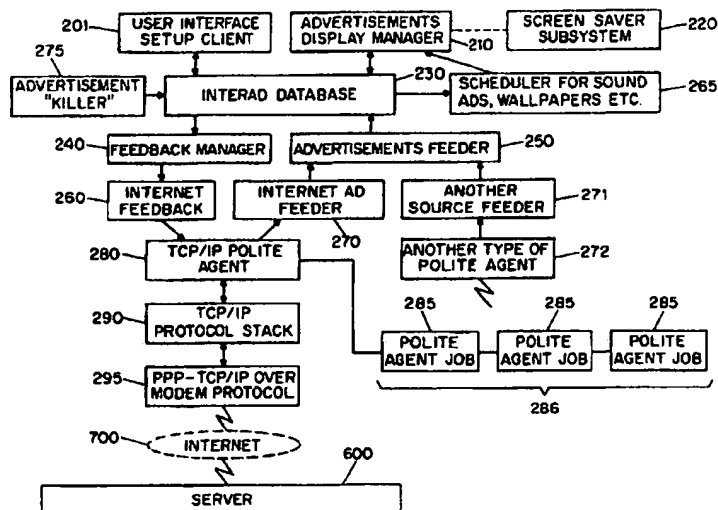 201
USER INTERFACE
SETUP CLIENT
ADVERTISEMENTS
DISPLAY MANAGER
210
SCREEN SAVER
SUBSYSTEM
220
275
ADVERTISEMENT
"KILLER"
230
INTERAD DATABASE
SCHEDULER FOR SOUND
ADS, WALLPAPERS ETC.
265
240
FEEDBACK MANAGER
ADVERTISEMENTS FEEDER
250
260
INTERNET
FEEDBACK
INTERNET AD
FEEDER
270
ANOTHER
SOURCE FEEDER
271
280
TCP/IP POLITE
AGENT
ANOTHER TYPE OF
POLITE AGENT
272
290
TCP/IP
PROTOCOL STACK
285
285
285
POLITE
AGENT JOB
POLITE
AGENT JOB
POLITE
AGENT JOB
286
295
PPP-TCP/IP OVER
MODEM PROTOCOL
700
INTERNET
600
SERVER